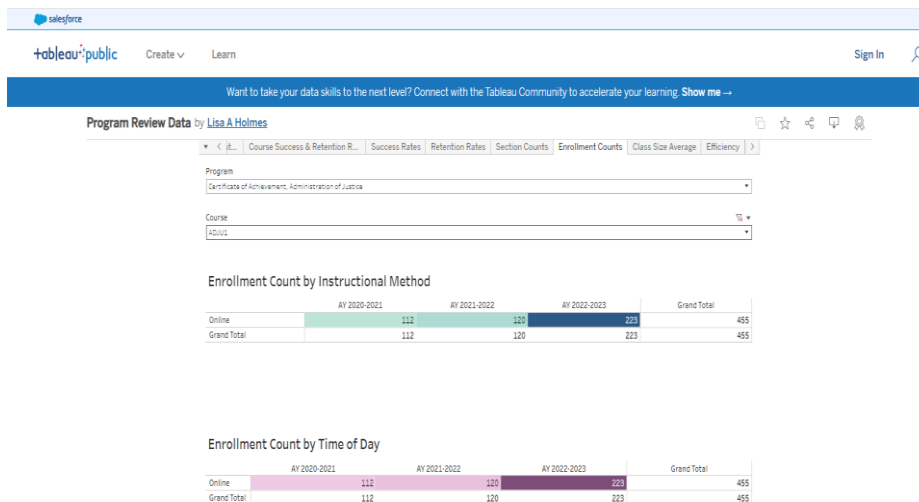 salesforce
tableau public Create Learn Sign In
Want to take your data skills to the next level? Connect with the Tableau Community to accelerate your learning. Show me →
Program Review Data by Lisa A Holmes
it... Course Success & Retention R... Success Rates Retention Rates Section Counts Enrollment Counts Class Size Average Efficiency
Program
Certificate of Achievement, Administration of Justice
Course
ADJU1
Enrollment Count by Instructional Method
AY 2020-2021 AY 2021-2022 AY 2022-2023 Grand Total
Online 112 120 223 455
Grand Total 112 120 223 455
Enrollment Count by Time of Day
AY 2020-2021 AY 2021-2022 AY 2022-2023 Grand Total
Online 112 120 223 455
Grand Total 112 120 223 455